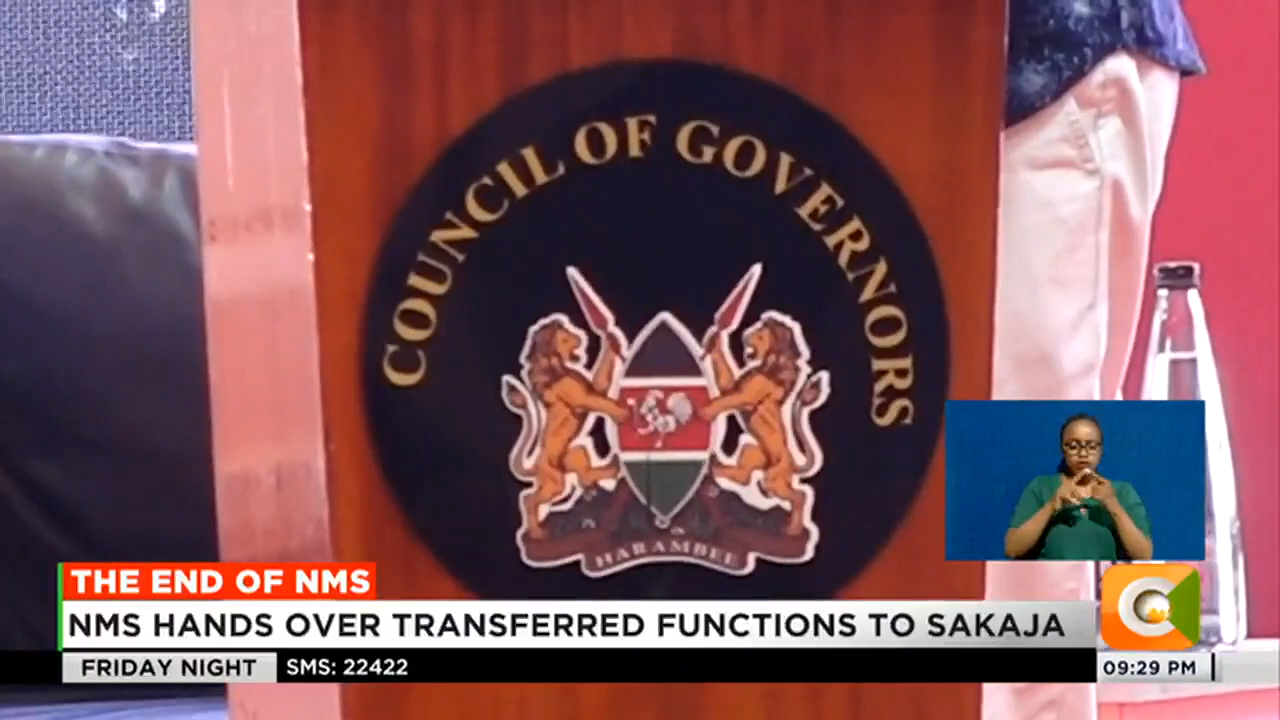 COUNCIL OF GOVERNORS
HARAMBEE
THE END OF NMS
NMS HANDS OVER TRANSFERRED FUNCTIONS TO SAKAJA
FRIDAY NIGHT
SMS: 22422
09:29 PM